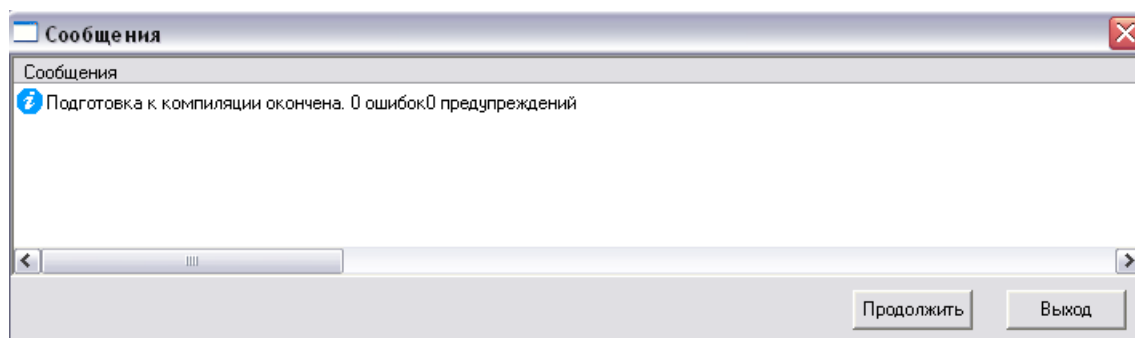 Сообщения
Сообщения
Подготовка к компиляции окончена. 0 ошибок0 предупреждений
Продолжить Выход